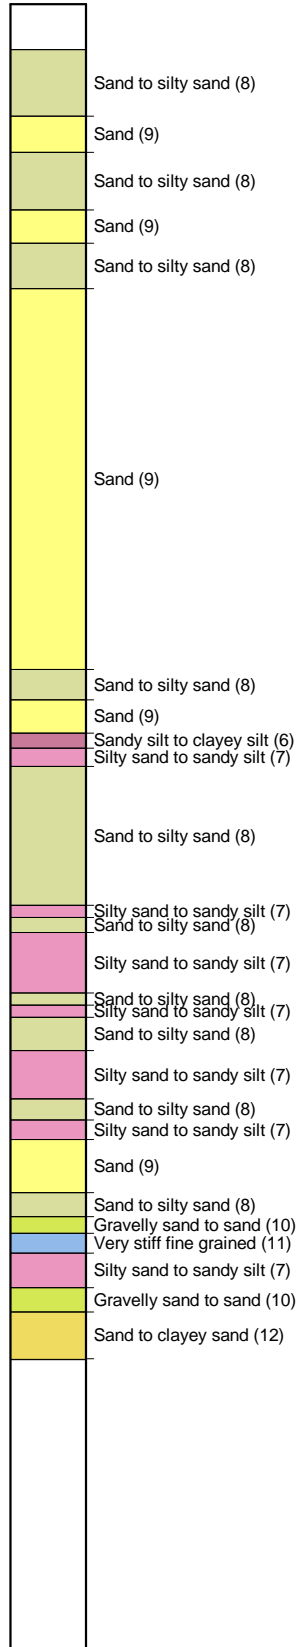 Sand to silty sand (8)
Sand (9)
Sand to silty sand (8)
Sand (9)
Sand to silty sand (8)
Sand (9)
Sand to silty sand (8)
Sand (9)
Sandy silt to clayey silt (6)
Silty sand to sandy silt (7)
Sand to silty sand (8)
Silty sand to sandy silt (7)
Sand to silty sand (8)
Silty sand to sandy silt (7)
Sand to silty sand (8)
Silty sand to sandy silt (7)
Sand to silty sand (8)
Silty sand to sandy silt (7)
Sand to silty sand (8)
Silty sand to sandy silt (7)
Sand (9)
Sand to silty sand (8)
Gravelly sand to sand (10)
Very stiff fine grained (11)
Silty sand to sandy silt (7)
Gravelly sand to sand (10)
Sand to clayey sand (12)